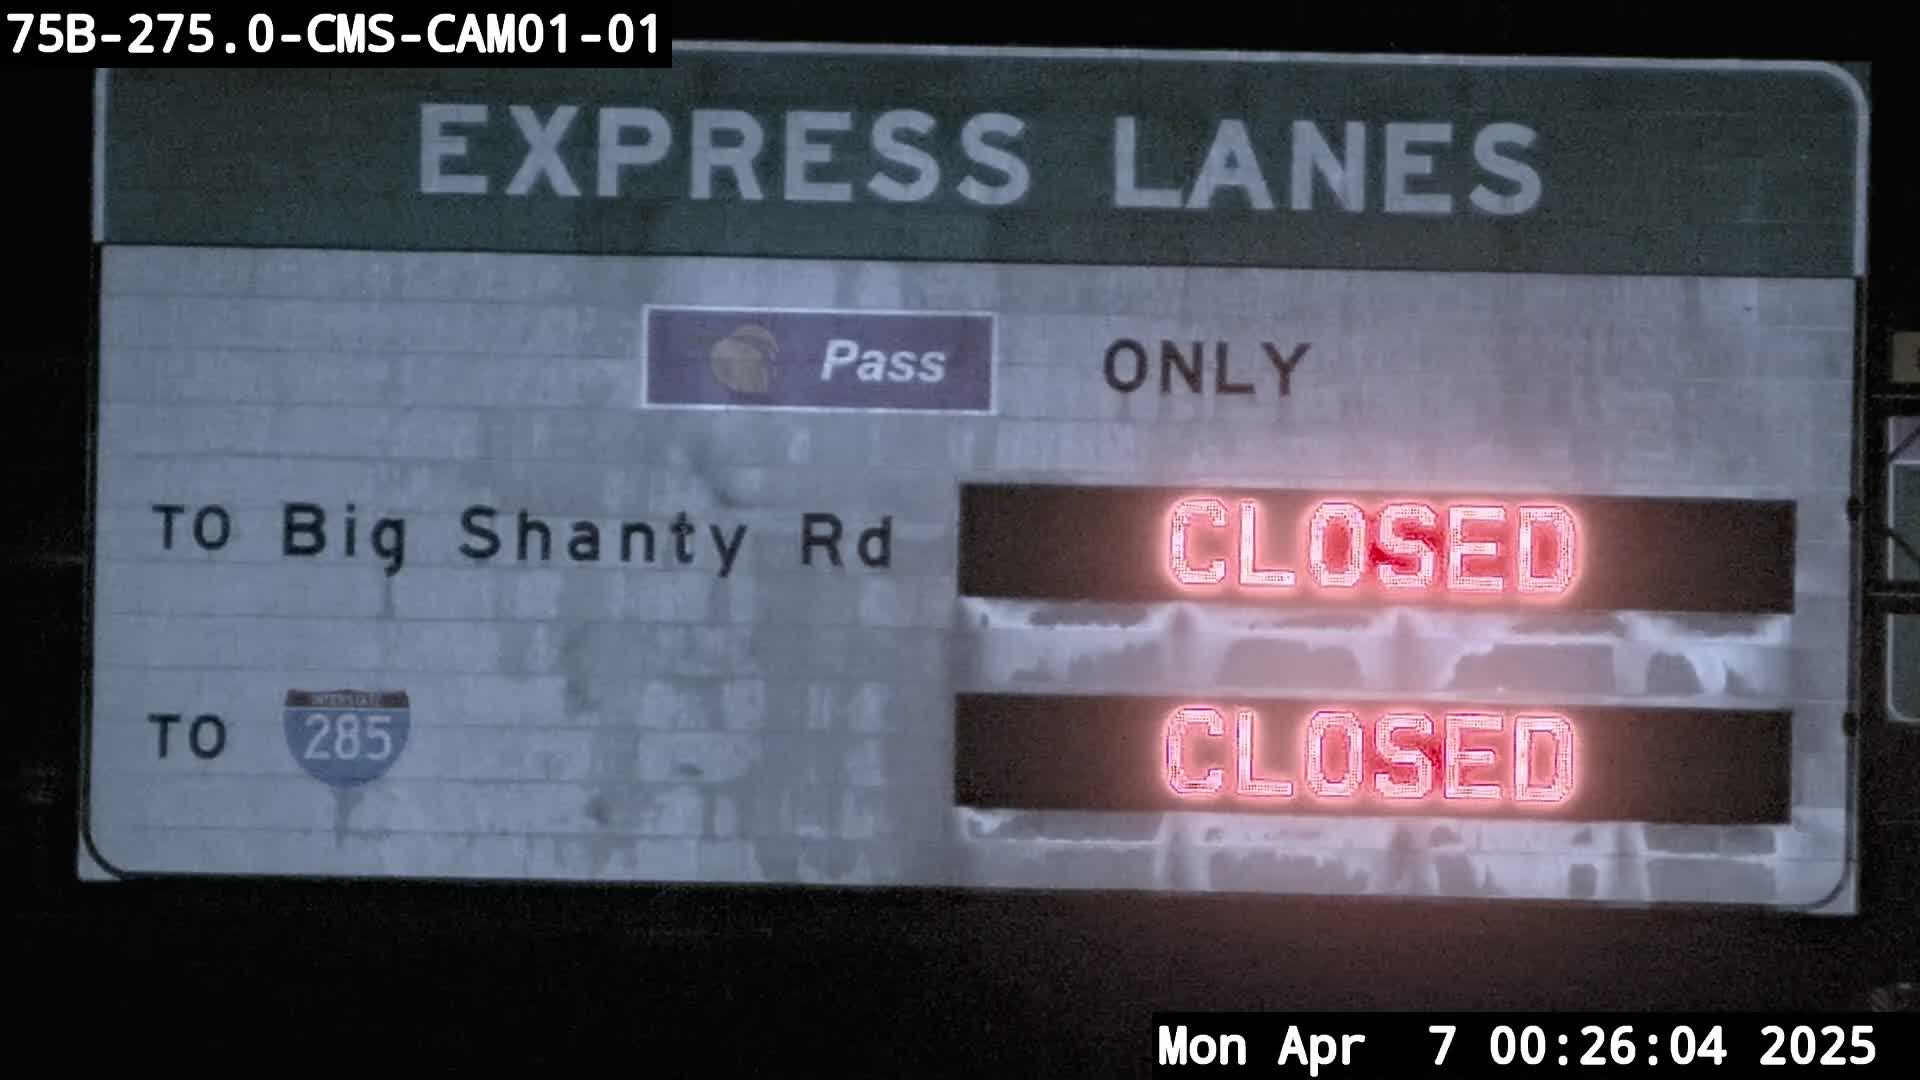 75B-275.0-CMS-CAM01-01
EXPRESS LANES
Pass ONLY
TO Big Shanty Rd CLOSED
TO INTERSTATE 285 CLOSED
Mon Apr 7 00:26:04 2025